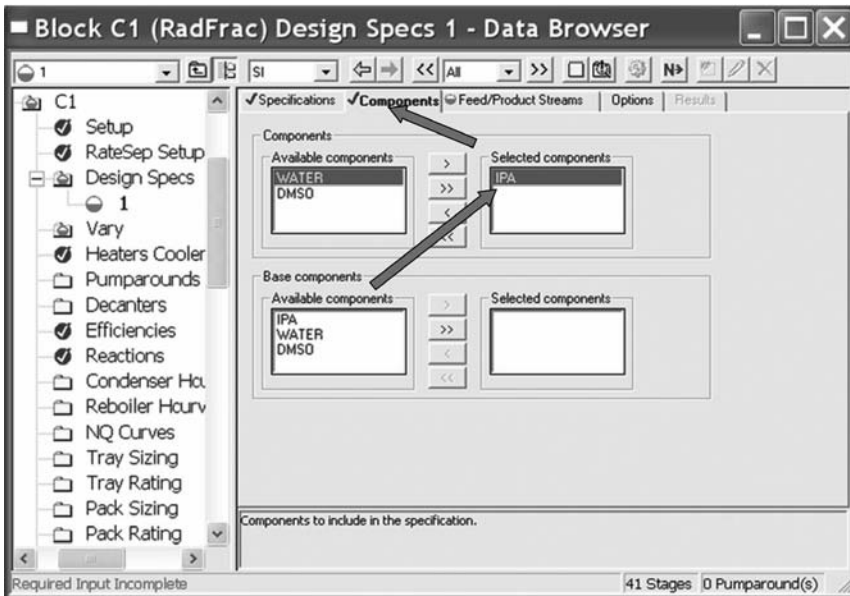 Block C1 (RadFrac) Design Specs 1 - Data Browser
1 SI << All >> N>
C1
Setup
RateSep Setup
Design Specs
1
Vary
Heaters Cooler
Pumparounds
Decanters
Efficiencies
Reactions
Condenser Hcu
Reboiler Hcurv
NQ Curves
Tray Sizing
Tray Rating
Pack Sizing
Pack Rating
Specifications Components Feed/Product Streams Options Results
Components
Available components
WATER
DMSO
>
>>
<
<<
Selected components
IPA
Base components
Available components
IPA
WATER
DMSO
>
>>
<
<<
Selected components
Components to include in the specification.
Required Input Incomplete 41 Stages 0 Pumparound(s)